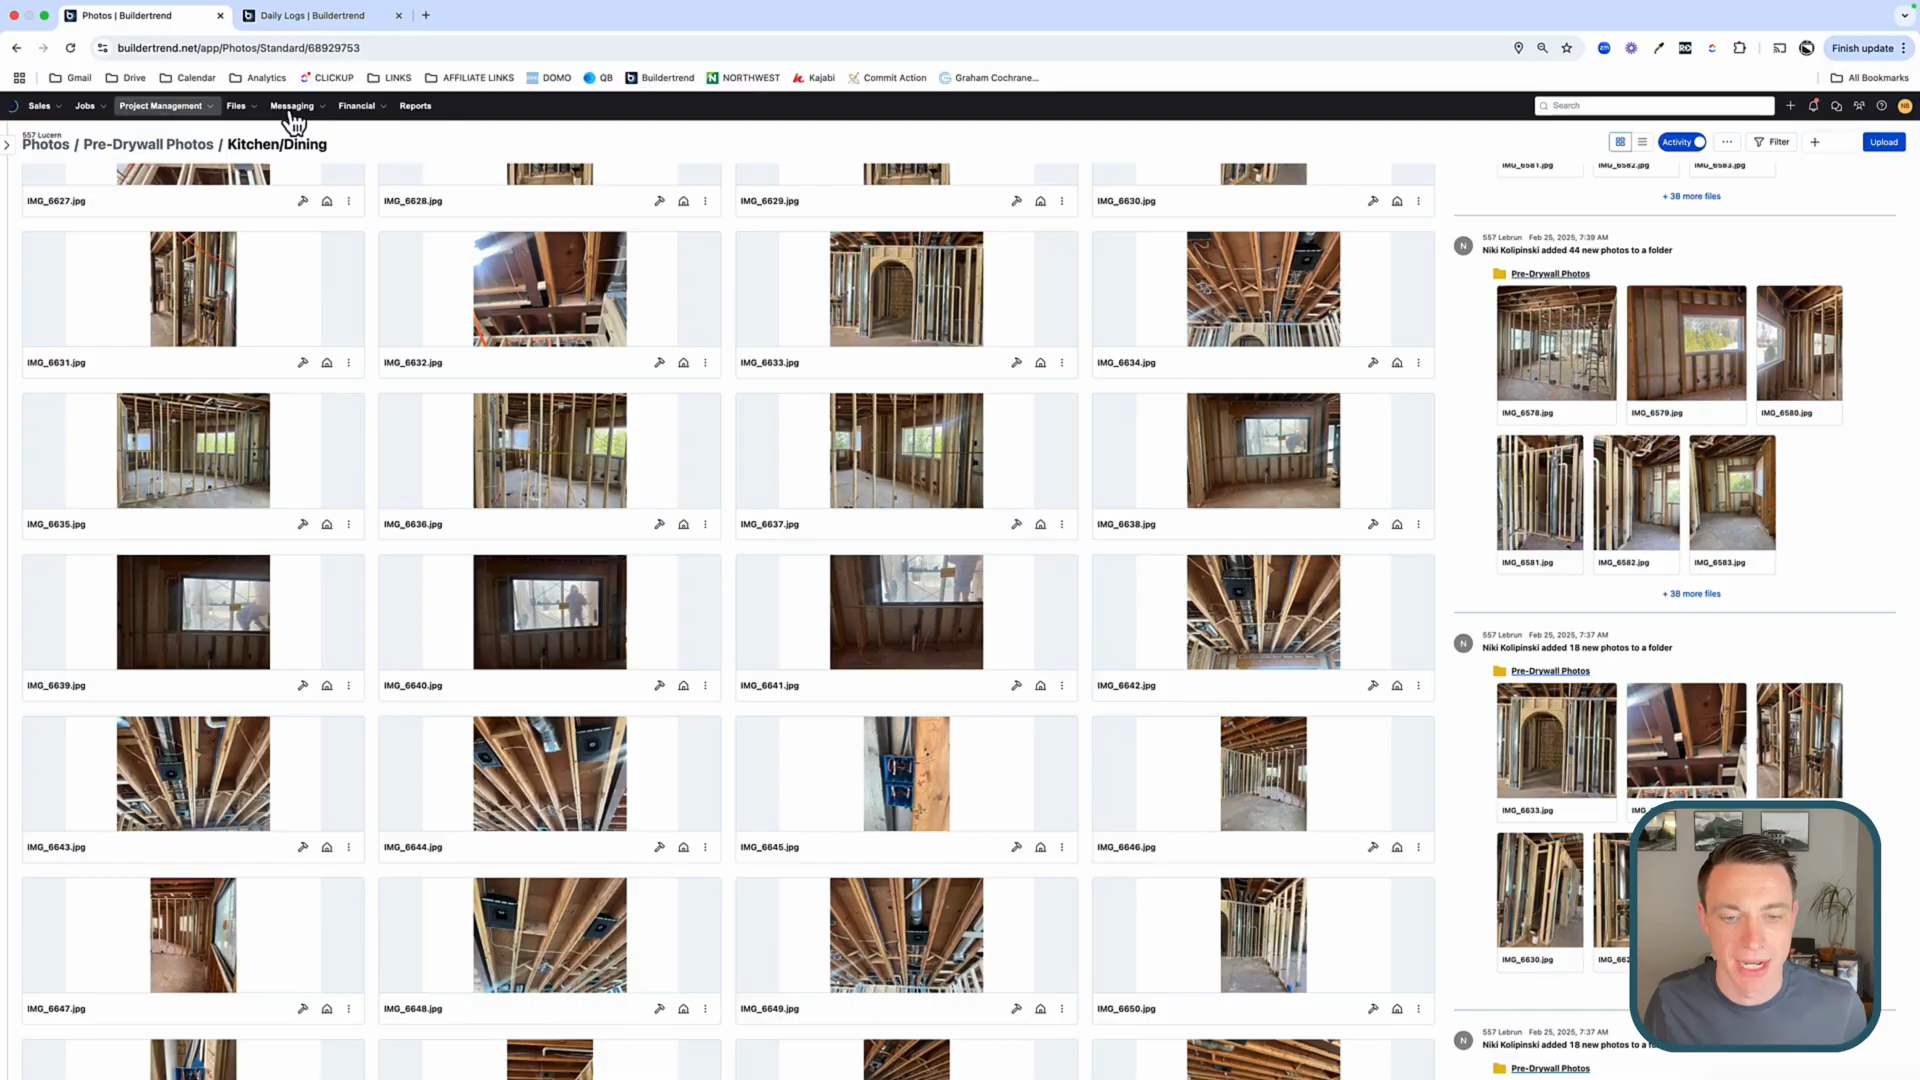 Photos | Buildertrend
Daily Logs | Buildertrend
buildertrend.net/app/Photos/Standard/68929753
Finish update
Gmail
Drive
Calendar
Analytics
CLICKUP
LINKS
AFFILIATE LINKS
DOMO
QB
Buildertrend
NORTHWEST
Kajabi
Commit Action
Graham Cochrane...
All Bookmarks
Sales
Jobs
Project Management
Files
Messaging
Financial
Reports
Search
557 Lucern
Photos / Pre-Drywall Photos / Kitchen/Dining
Activity
Filter
Upload
IMG_6627.jpg
IMG_6628.jpg
IMG_6629.jpg
IMG_6630.jpg
IMG_6631.jpg
IMG_6632.jpg
IMG_6633.jpg
IMG_6634.jpg
IMG_6635.jpg
IMG_6636.jpg
IMG_6637.jpg
IMG_6638.jpg
IMG_6639.jpg
IMG_6640.jpg
IMG_6641.jpg
IMG_6642.jpg
IMG_6643.jpg
IMG_6644.jpg
IMG_6645.jpg
IMG_6646.jpg
IMG_6647.jpg
IMG_6648.jpg
IMG_6649.jpg
IMG_6650.jpg
IMG_6581.jpg
IMG_6582.jpg
IMG_6583.jpg
+ 38 more files
557 Lebrun Feb 25, 2025, 7:39 AM
N
Niki Kolipinski added 44 new photos to a folder
Pre-Drywall Photos
IMG_6578.jpg
IMG_6579.jpg
IMG_6580.jpg
IMG_6581.jpg
IMG_6582.jpg
IMG_6583.jpg
+ 38 more files
557 Lebrun Feb 25, 2025, 7:37 AM
N
Niki Kolipinski added 18 new photos to a folder
Pre-Drywall Photos
IMG_6633.jpg
IMG_6630.jpg
557 Lebrun Feb 25, 2025, 7:37 AM
N
Niki Kolipinski added 18 new photos to a
Pre-Drywall Photos